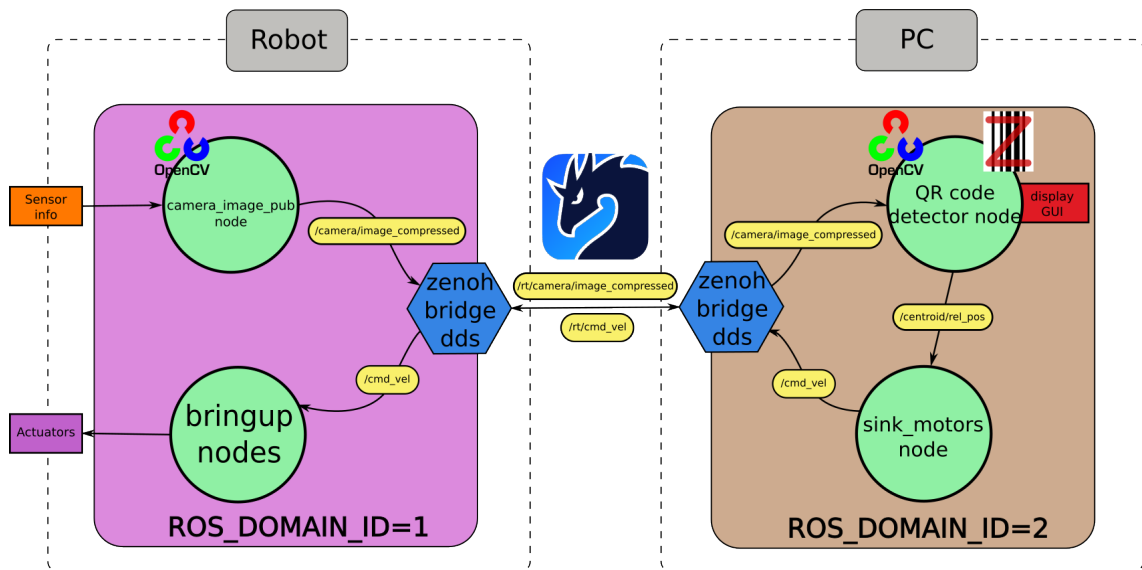 Robot
PC
OpenCV
Sensor
info
camera_image_pub
node
/camera/image_compressed
zenoh
bridge
dds
/cmd_vel
bringup
nodes
Actuators
ROS_DOMAIN_ID=1
/rt/camera/image_compressed
/rt/cmd_vel
OpenCV
QR code
detector node
display
GUI
/camera/image_compressed
zenoh
bridge
dds
/centroid/rel_pos
/cmd_vel
sink_motors
node
ROS_DOMAIN_ID=2